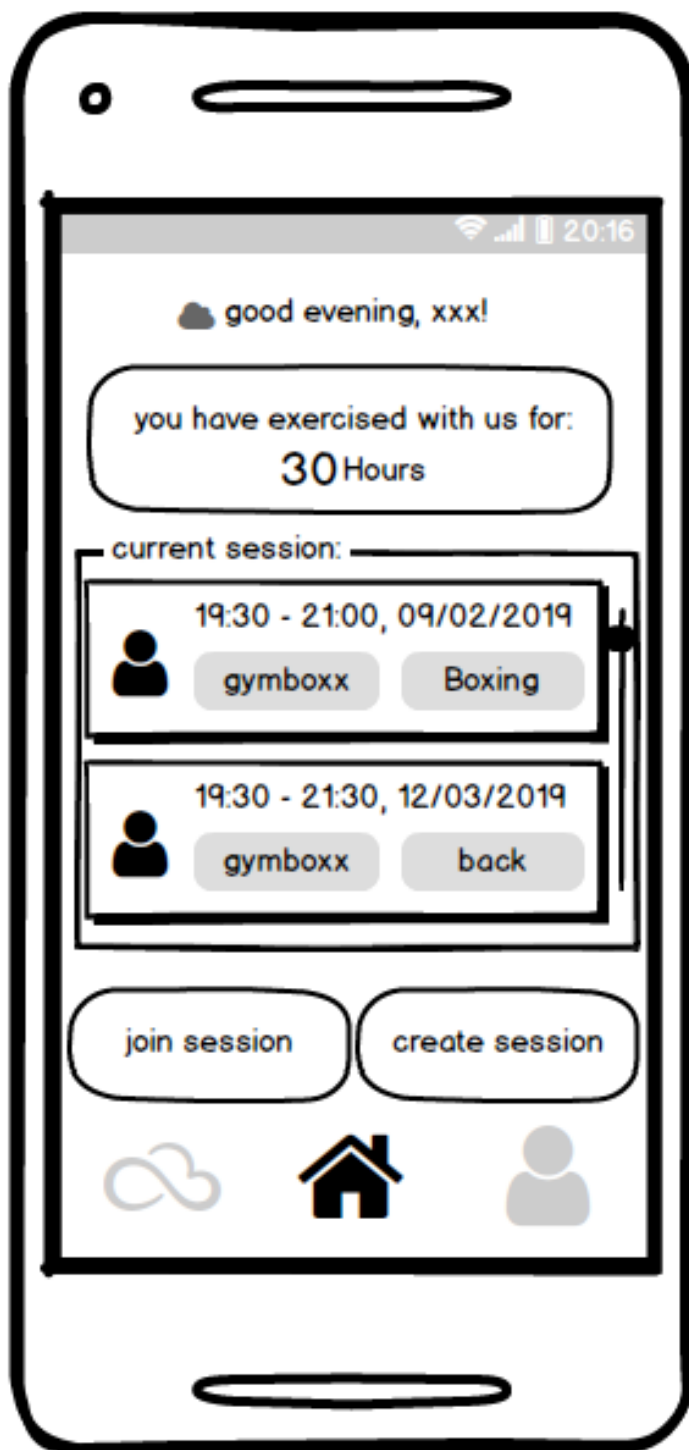 20:16
good evening, xxx!
you have exercised with us for:
30 Hours
current session:
19:30 - 21:00, 09/02/2019
gymboxx Boxing
19:30 - 21:30, 12/03/2019
gymboxx back
join session create session